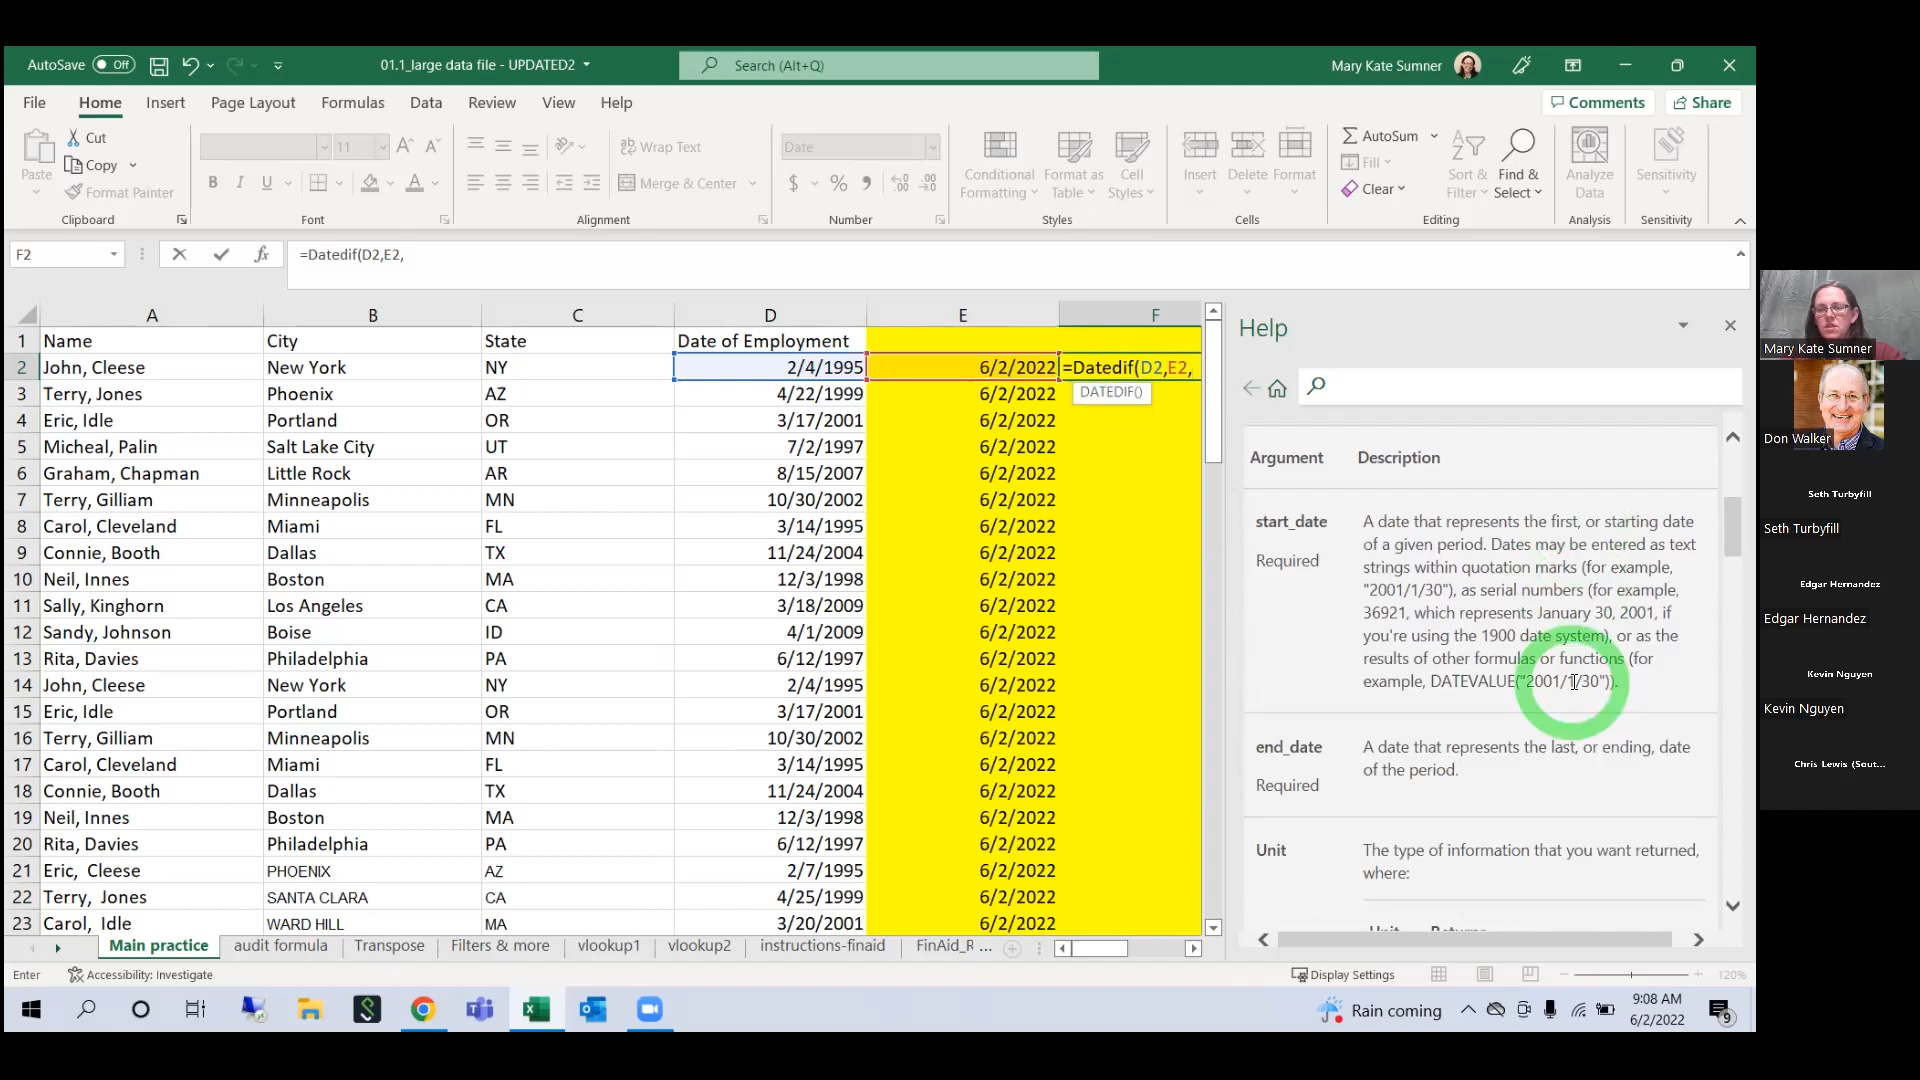 AutoSave Off 01.1_large data file - UPDATED2 Search (Alt+Q) Mary Kate Sumner
File Home Insert Page Layout Formulas Data Review View Help Comments Share
Paste Cut Copy Format Painter Clipboard
11 B I U Font
Wrap Text Merge & Center Alignment
Date $ % Number
Conditional Formatting Format as Table Cell Styles Styles
Insert Delete Format Cells
AutoSum Fill Clear Sort & Filter Find & Select Editing
Analyze Data Analysis
Sensitivity Sensitivity
F2 fx =Datedif(D2,E2,
A B C D E F
1 Name City State Date of Employment
2 John, Cleese New York NY 2/4/1995 6/2/2022 =Datedif(D2,E2,
DATEDIF()
3 Terry, Jones Phoenix AZ 4/22/1999 6/2/2022
4 Eric, Idle Portland OR 3/17/2001 6/2/2022
5 Micheal, Palin Salt Lake City UT 7/2/1997 6/2/2022
6 Graham, Chapman Little Rock AR 8/15/2007 6/2/2022
7 Terry, Gilliam Minneapolis MN 10/30/2002 6/2/2022
8 Carol, Cleveland Miami FL 3/14/1995 6/2/2022
9 Connie, Booth Dallas TX 11/24/2004 6/2/2022
10 Neil, Innes Boston MA 12/3/1998 6/2/2022
11 Sally, Kinghorn Los Angeles CA 3/18/2009 6/2/2022
12 Sandy, Johnson Boise ID 4/1/2009 6/2/2022
13 Rita, Davies Philadelphia PA 6/12/1997 6/2/2022
14 John, Cleese New York NY 2/4/1995 6/2/2022
15 Eric, Idle Portland OR 3/17/2001 6/2/2022
16 Terry, Gilliam Minneapolis MN 10/30/2002 6/2/2022
17 Carol, Cleveland Miami FL 3/14/1995 6/2/2022
18 Connie, Booth Dallas TX 11/24/2004 6/2/2022
19 Neil, Innes Boston MA 12/3/1998 6/2/2022
20 Rita, Davies Philadelphia PA 6/12/1997 6/2/2022
21 Eric, Cleese PHOENIX AZ 2/7/1995 6/2/2022
22 Terry, Jones SANTA CLARA CA 4/25/1999 6/2/2022
23 Carol, Idle WARD HILL MA 3/20/2001 6/2/2022
Main practice audit formula Transpose Filters & more vlookup1 vlookup2 instructions-finaid FinAid_R ...
Enter Accessibility: Investigate Display Settings 120%
Help
Argument Description
start_date
Required
A date that represents the first, or starting date
of a given period. Dates may be entered as text
strings within quotation marks (for example,
"2001/1/30"), as serial numbers (for example,
36921, which represents January 30, 2001, if
you're using the 1900 date system), or as the
results of other formulas or functions (for
example, DATEVALUE("2001/1/30")).
end_date
Required
A date that represents the last, or ending, date
of the period.
Unit
The type of information that you want returned,
where:
Unit Returns
Rain coming 9:08 AM
6/2/2022
9
Mary Kate Sumner
Don Walker
Seth Turbyfill
Seth Turbyfill
Edgar Hernandez
Edgar Hernandez
Kevin Nguyen
Kevin Nguyen
Chris Lewis (Sout...